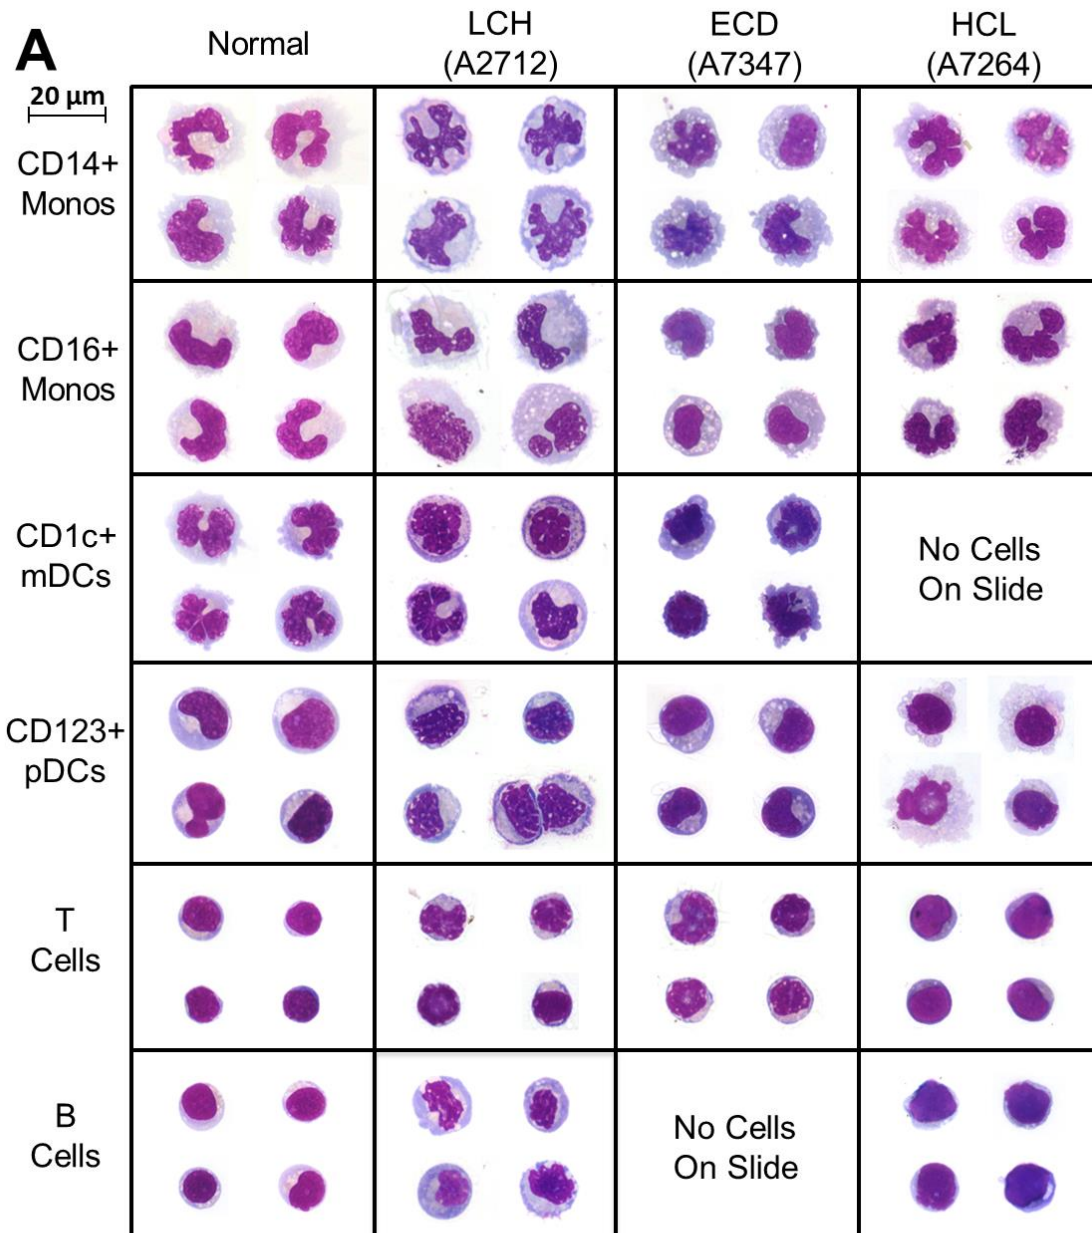 A
Normal
LCH
(A2712)
ECD
(A7347)
HCL
(A7264)
20 µm
CD14+
Monos
CD16+
Monos
CD1c+
mDCs
No Cells
On Slide
CD123+
pDCs
T
Cells
B
Cells
No Cells
On Slide